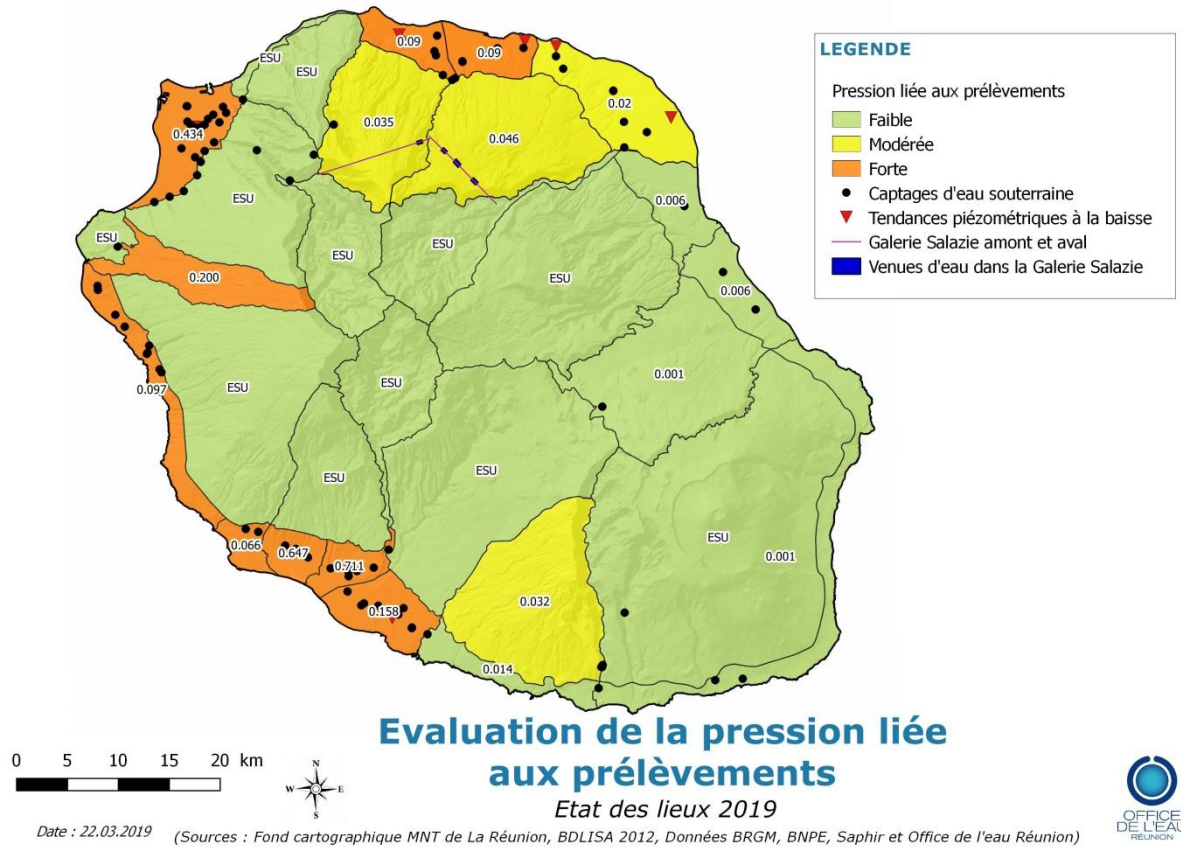 LEGENDE
Pression liée aux prélèvements
Faible
Modérée
Forte
Captages d'eau souterraine
Tendances piézométriques à la baisse
Galerie Salazie amont et aval
Venues d'eau dans la Galerie Salazie
0.09
0.09
ESU
ESU
0.02
0.035
0.434
0.046
ESU
ESU
0.006
ESU
ESU
ESU
ESU
0.200
0.006
0.001
ESU
ESU
0.097
ESU
ESU
0.066
0.647
ESU
0.001
0.711
0.158
0.032
0.014
Evaluation de la pression liée
aux prélèvements
Etat des lieux 2019
0 5 10 15 20 km
N
W E
S
Date : 22.03.2019
(Sources : Fond cartographique MNT de La Réunion, BDLISA 2012, Données BRGM, BNPE, Saphir et Office de l'eau Réunion)
OFFICE
DE L'EAU
RÉUNION